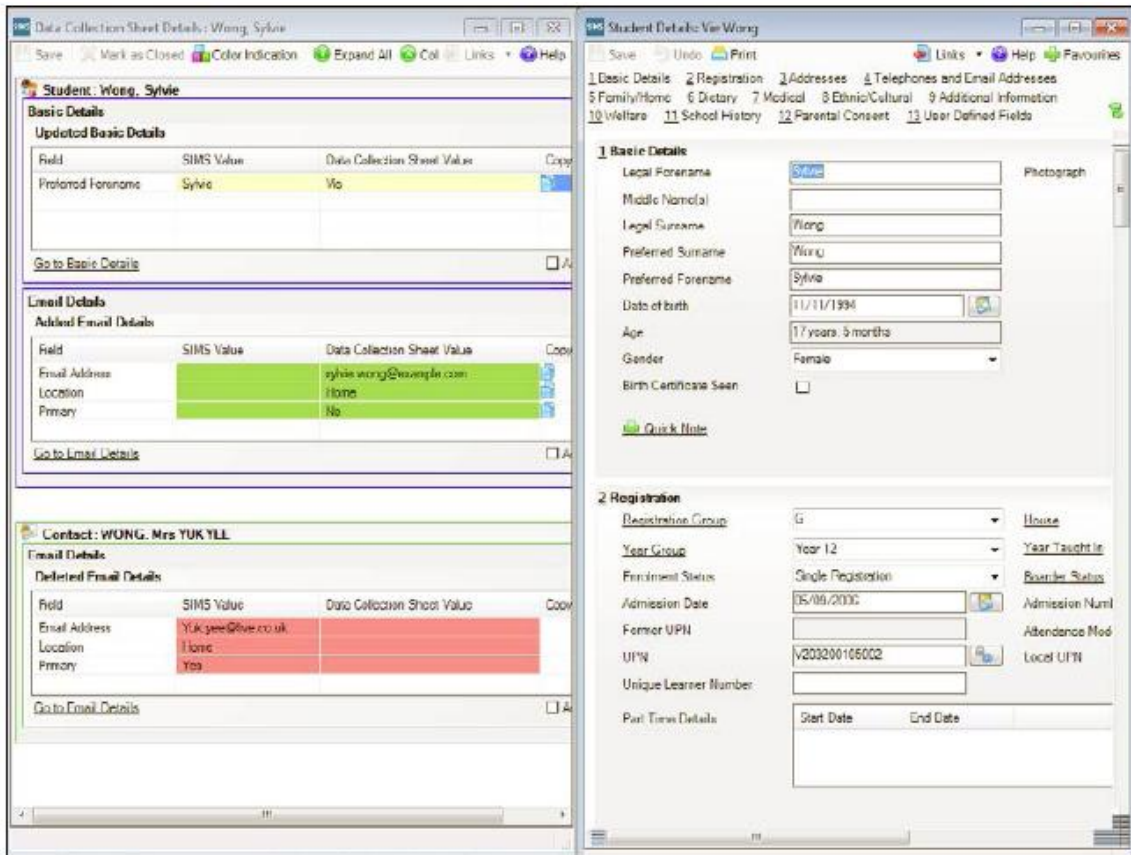 Data Collection Sheet Details : Wong, Sylvie
Save Mark as Closed Color Indication Expand All Col Links Help
Student : Wong, Sylvie
Basic Details
Updated Basic Details
Field SIMS Value Data Collection Sheet Value Copy
Preferred Forename Sylvie
Go to Basic Details
Email Details
Added Email Details
Field SIMS Value Data Collection Sheet Value Copy
Email Address sylvie.wong@example.com
Location Home
Primary No
Go to Email Details
Contact : WONG, Mrs YUK YEE
Email Details
Deleted Email Details
Field SIMS Value Data Collection Sheet Value Copy
Email Address Yuk.yee@live.co.uk
Location Home
Primary Yes
Go to Email Details
Student Details: Vie Wong
Save Undo Print Links Help Favourites
1 Basic Details 2 Registration 3 Addresses 4 Telephones and Email Addresses
5 Family/Home 6 Dietary 7 Medical 8 Ethnic/Cultural 9 Additional Information
10 Welfare 11 School History 12 Parental Consent 13 User Defined Fields
1 Basic Details
Legal Forename Sylvie Photograph
Middle Name(s)
Legal Surname Wong
Preferred Surname Wong
Preferred Forename Sylvie
Date of birth 11/11/1994
Age 17 years, 5 months
Gender Female
Birth Certificate Seen
Quick Note
2 Registration
Registration Group G House
Year Group Year 12 Year Taught In
Enrolment Status Single Registration Boarder Status
Admission Date Admission Numl
Former UPN Attendance Mod
UPN V203200105002 Local UPN
Unique Learner Number
Part Time Details Start Date End Date